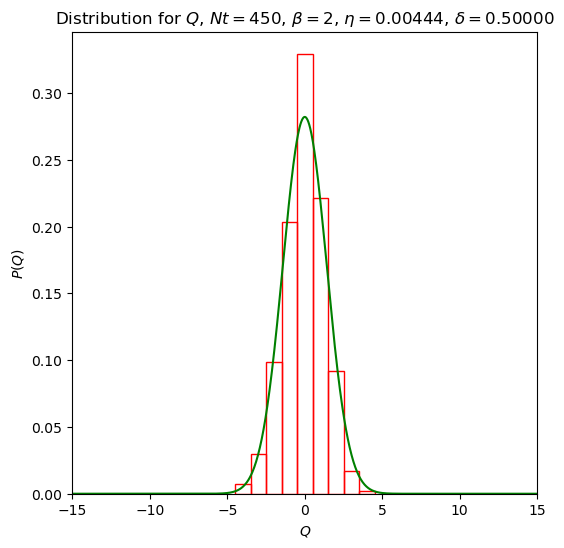 Distribution for Q, Nt = 450, β = 2, η = 0.00444, δ = 0.50000
P(Q)
0.30
0.25
0.20
0.15
0.10
0.05
0.00
−15 −10 −5 0 5 10 15
Q